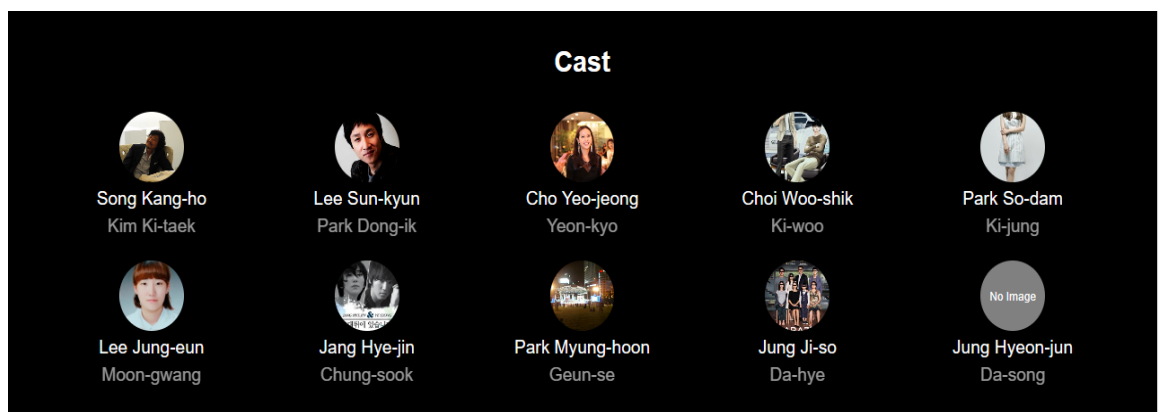 Cast
Song Kang-ho
Kim Ki-taek
Lee Sun-kyun
Park Dong-ik
Cho Yeo-jeong
Yeon-kyo
Choi Woo-shik
Ki-woo
Park So-dam
Ki-jung
Lee Jung-eun
Moon-gwang
Jang Hye-jin
Chung-sook
Park Myung-hoon
Geun-se
Jung Ji-so
Da-hye
No Image
Jung Hyeon-jun
Da-song